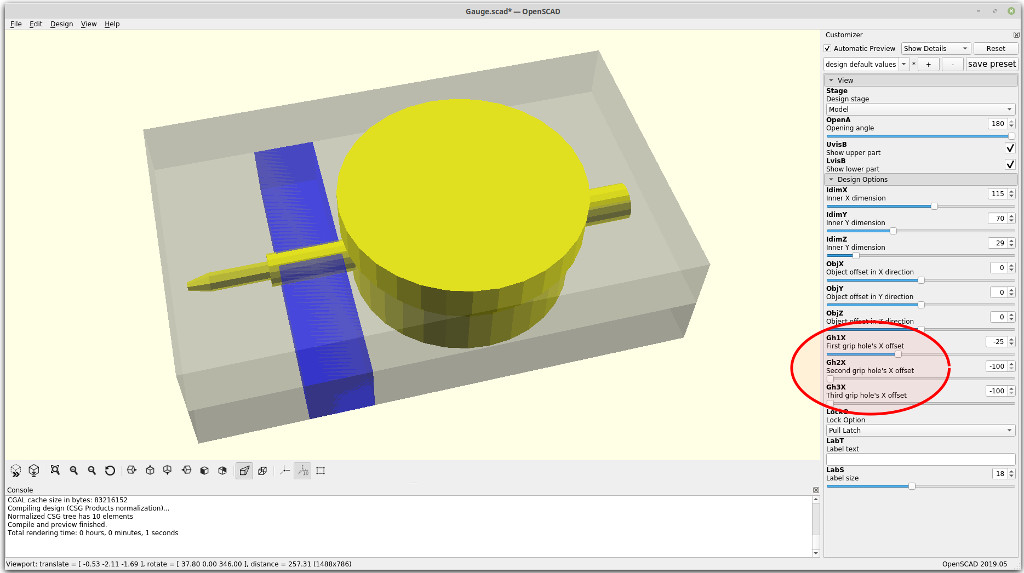 Gauge.scad* — OpenSCAD
File Edit Design View Help
Customizer
Automatic Preview Show Details Reset
design default values * + - save preset
View
Stage
Design stage
Model
OpenA
Opening angle 180
UvisB
Show upper part
LvisB
Show lower part
Design Options
IdimX
Inner X dimension 115
IdimY
Inner Y dimension 70
IdimZ
Inner Y dimension 29
ObjX
Object offset in X direction 0
ObjY
Object offset in Y direction 0
ObjZ
Object offset in Z direction 0
Gh1X
First grip hole's X offset -25
Gh2X
Second grip hole's X offset -100
Gh3X
Third grip hole's X offset -100
Lock Option
Pull Latch
LabT
Label text
LabS
Label size 18
Console
CGAL cache size in bytes: 83216152
Compiling design (CSG Products normalization)...
Normalized CSG tree has 10 elements
Compile and preview finished.
Total rendering time: 0 hours, 0 minutes, 1 seconds
Viewport: translate = [ -0.53 -2.11 -1.69 ], rotate = [ 37.80 0.00 346.00 ], distance = 257.31 (1488x786)
OpenSCAD 2019.05